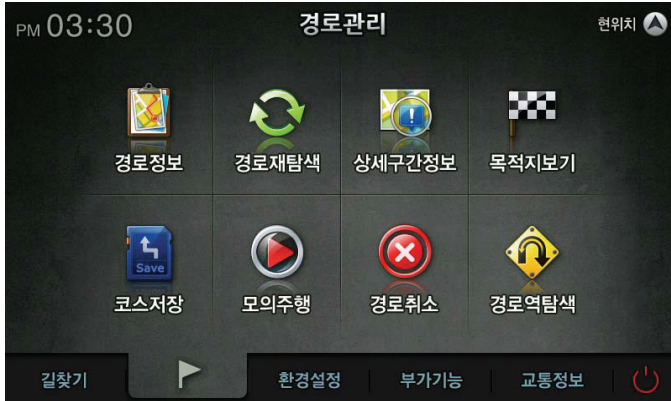 PM 03:30
경로관리
현위치
경로정보
경로재탐색
상세구간정보
목적지보기
Save
코스저장
모의주행
경로취소
경로역탐색
길찾기
환경설정
부가기능
교통정보